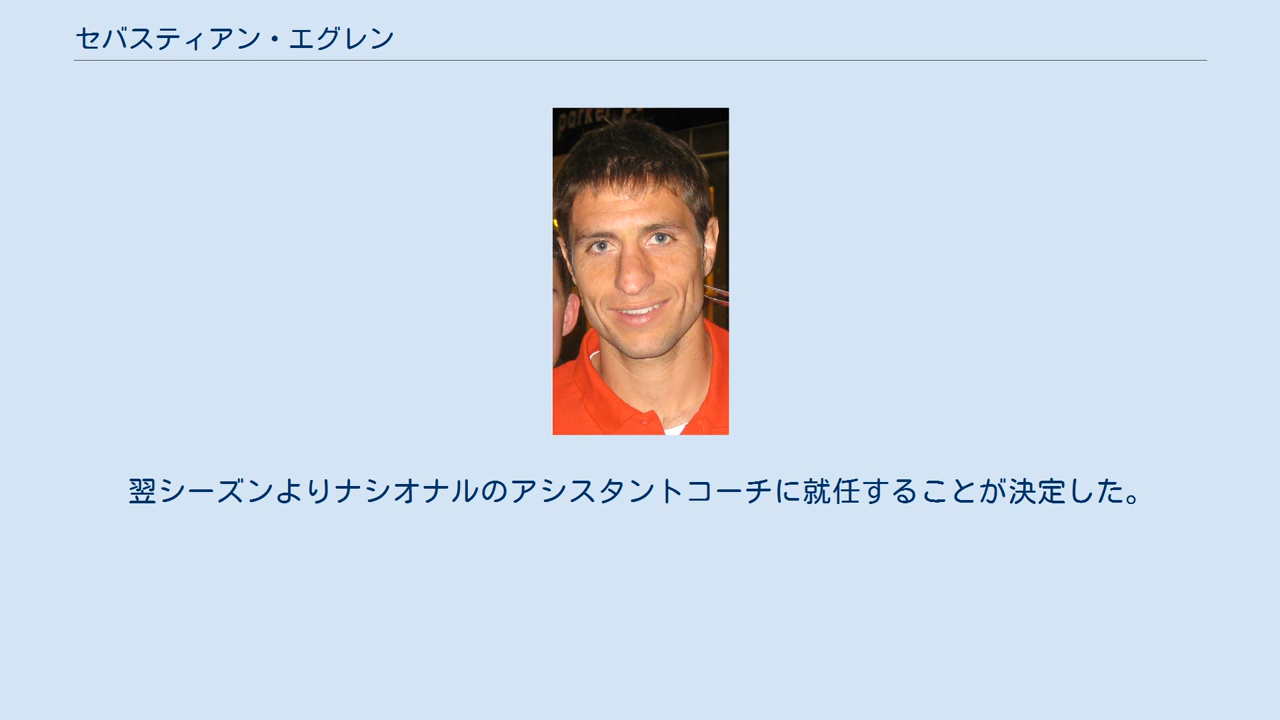 セバスティアン・エグレン
parker
翌シーズンよりナシオナルのアシスタントコーチに就任することが決定した。